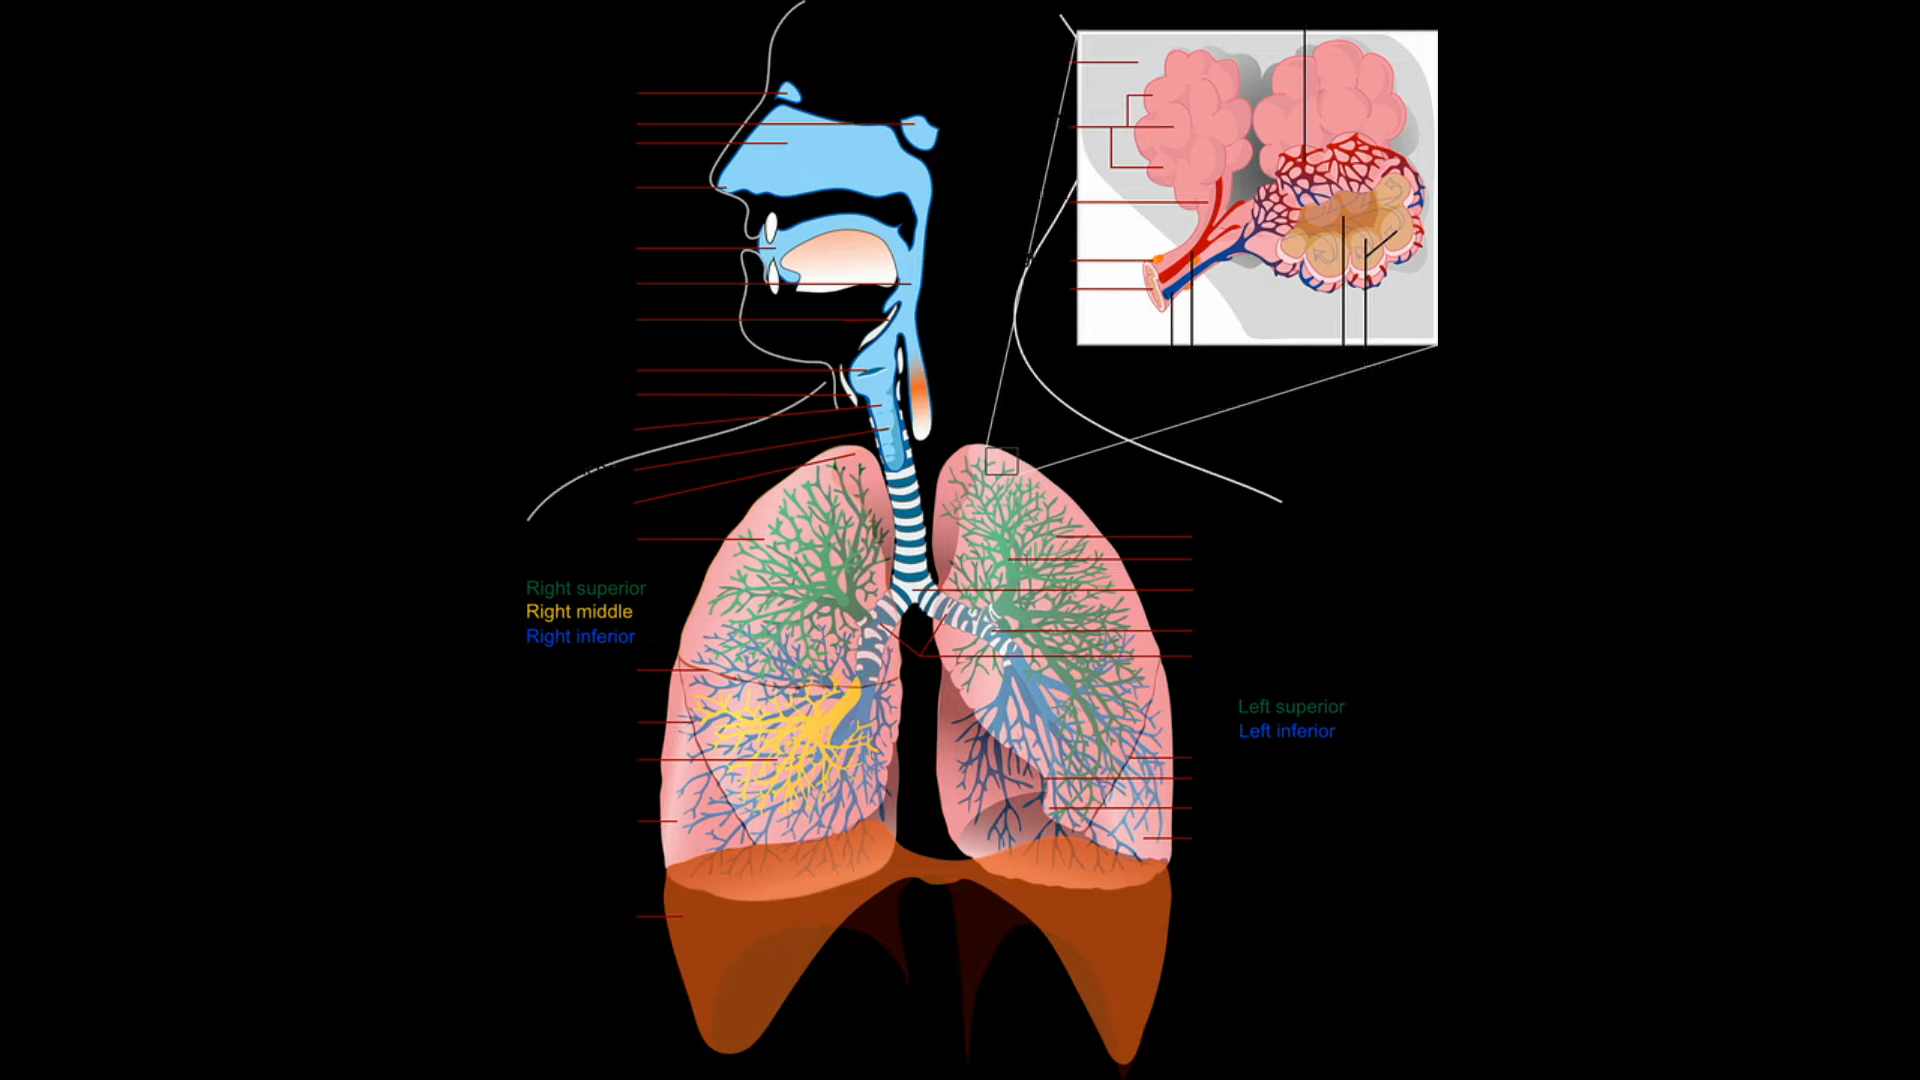 Right superior
Right middle
Right inferior
Left superior
Left inferior